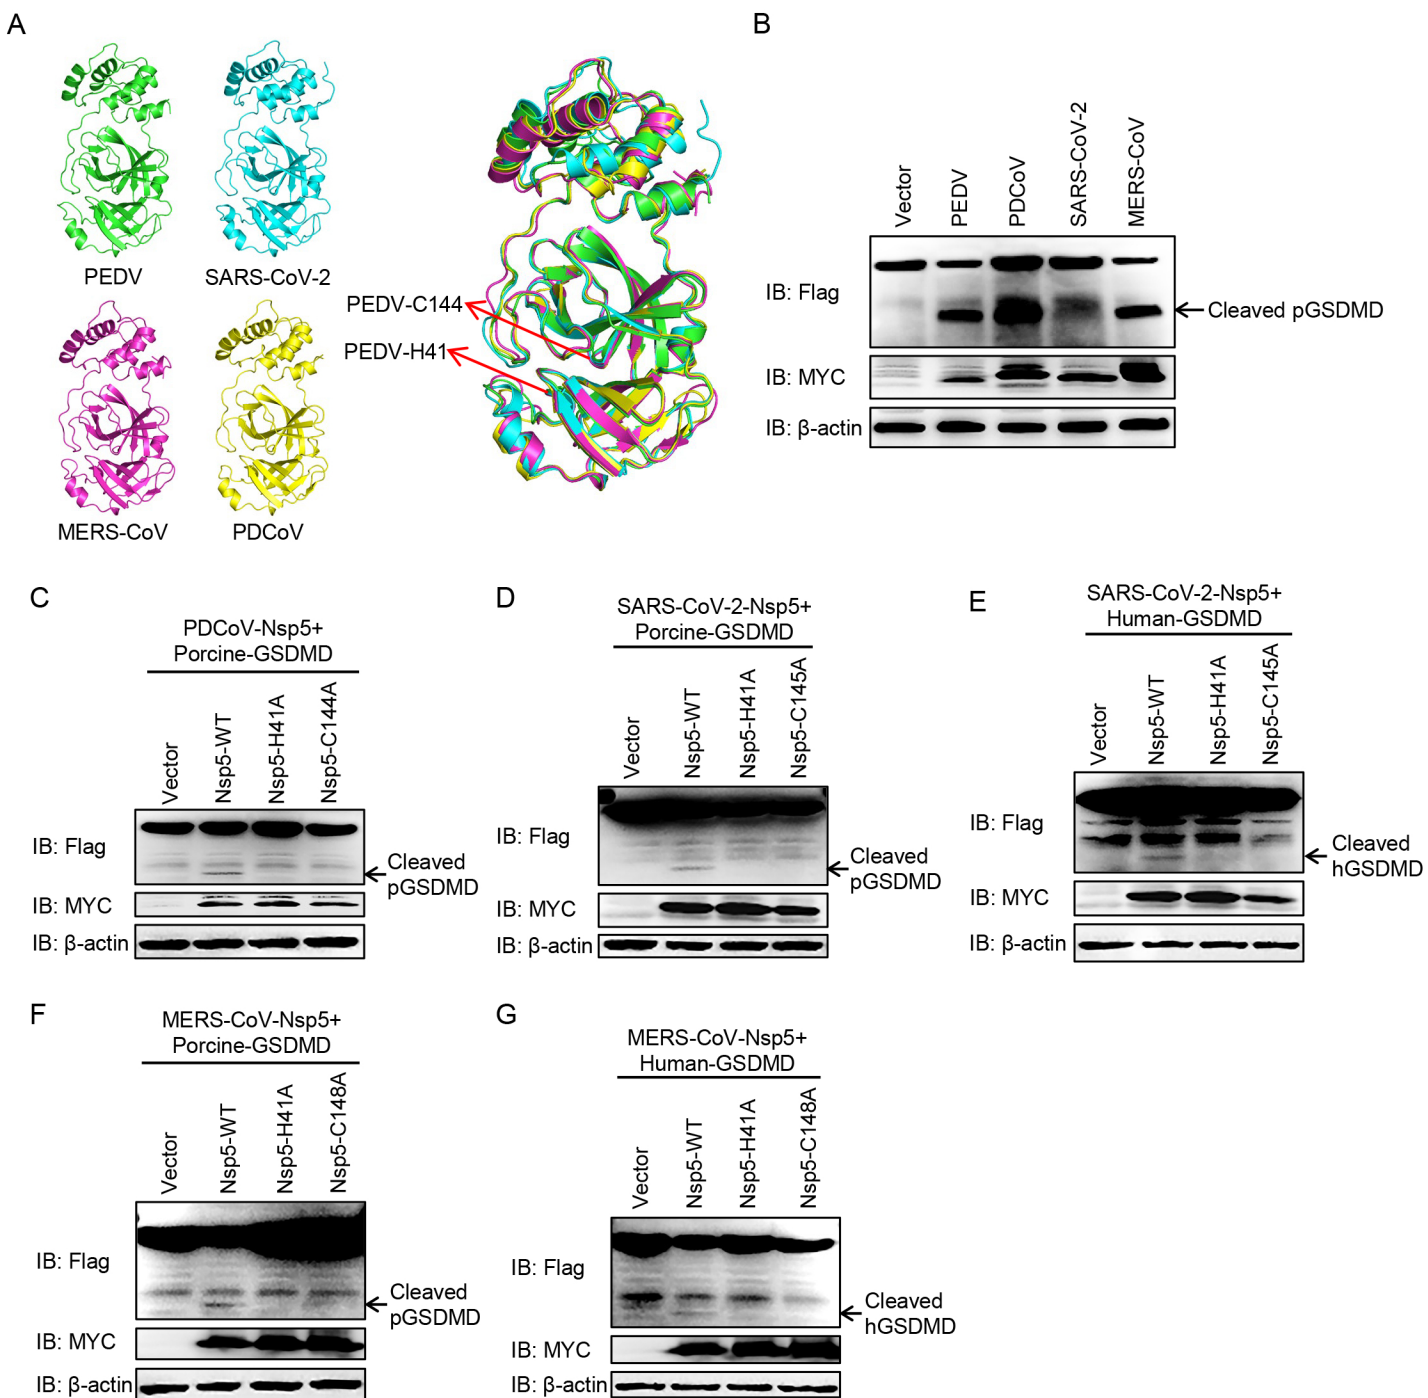 A
PEDV
SARS-CoV-2
MERS-CoV
PDCoV
PEDV-C144
PEDV-H41
B
Vector
PEDV
PDCoV
SARS-CoV-2
MERS-CoV
IB: Flag
Cleaved pGSDMD
IB: MYC
IB: β-actin
C
PDCoV-Nsp5+
Porcine-GSDMD
Vector
Nsp5-WT
Nsp5-H41A
Nsp5-C144A
IB: Flag
Cleaved
pGSDMD
IB: MYC
IB: β-actin
D
SARS-CoV-2-Nsp5+
Porcine-GSDMD
Vector
Nsp5-WT
Nsp5-H41A
Nsp5-C145A
IB: Flag
Cleaved
pGSDMD
IB: MYC
IB: β-actin
E
SARS-CoV-2-Nsp5+
Human-GSDMD
Vector
Nsp5-WT
Nsp5-H41A
Nsp5-C145A
IB: Flag
Cleaved
hGSDMD
IB: MYC
IB: β-actin
F
MERS-CoV-Nsp5+
Porcine-GSDMD
Vector
Nsp5-WT
Nsp5-H41A
Nsp5-C148A
IB: Flag
Cleaved
pGSDMD
IB: MYC
IB: β-actin
G
MERS-CoV-Nsp5+
Human-GSDMD
Vector
Nsp5-WT
Nsp5-H41A
Nsp5-C148A
IB: Flag
Cleaved
hGSDMD
IB: MYC
IB: β-actin